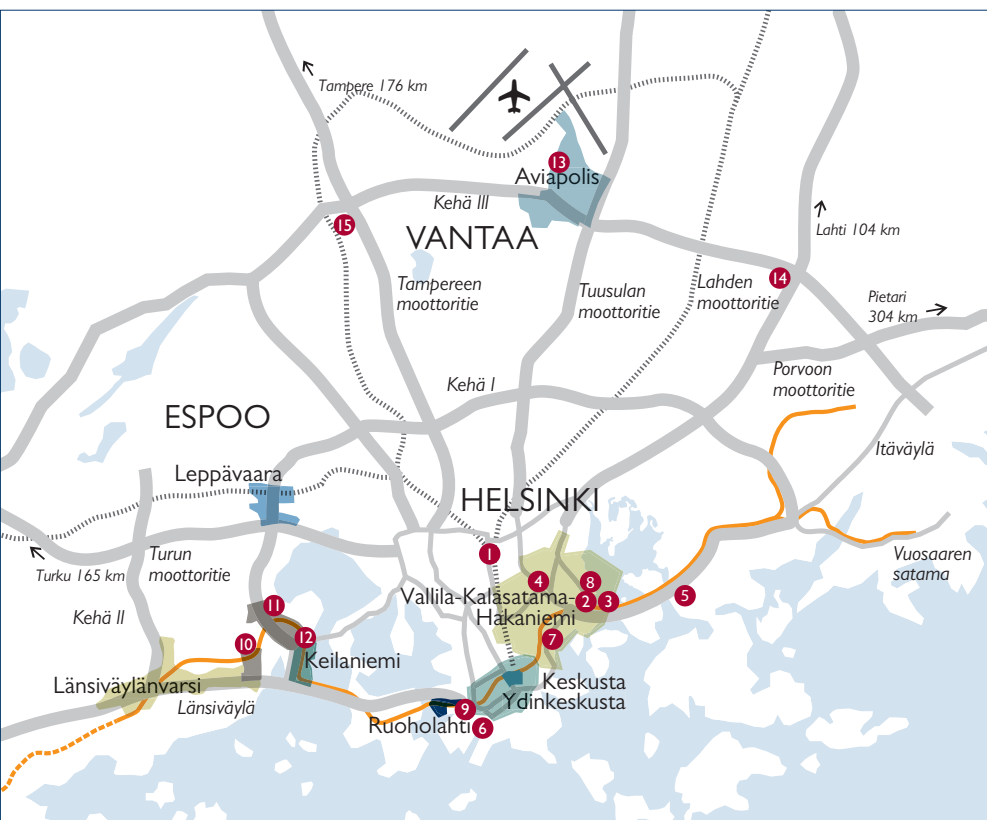 Tampere 176 km
13
Aviapolis
Kehä III
15
VANTAA
Lahti 104 km
Tampereen
moottoritie
Tuusulan
moottoritie
Lahden
moottoritie
14
Pietari
304 km
Porvoon
moottoritie
Kehä I
ESPOO
Itäväylä
Leppävaara
HELSINKI
Turku 165 km
Turun
moottoritie
1
Vuosaaren
satama
4
8
Vallila-Kalasatama-
Hakaniemi
2
3
5
Kehä II
11
10
12
7
Keilaniemi
Länsiväylänvarsi
Länsiväylä
Keskusta
Ydinkeskusta
9
Ruoholahti
6